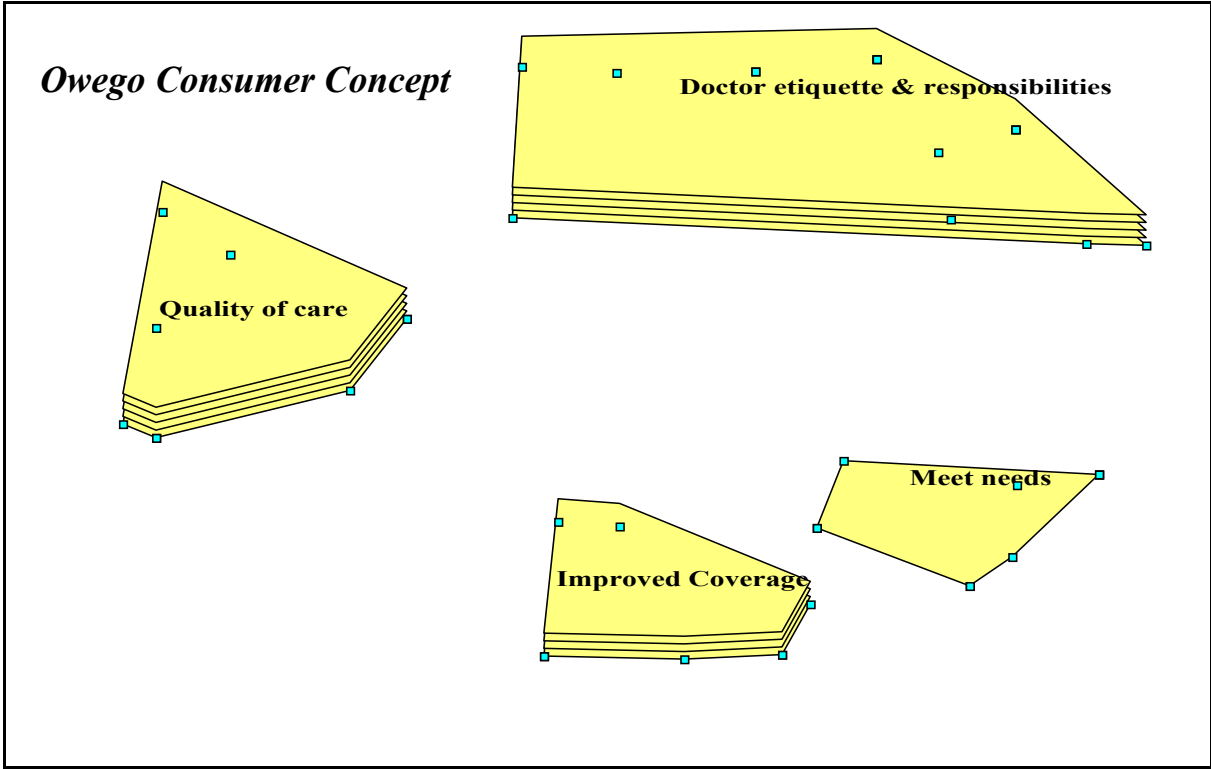 Owego Consumer Concept
Doctor etiquette & responsibilities
Quality of care
Meet needs
Improved Coverage